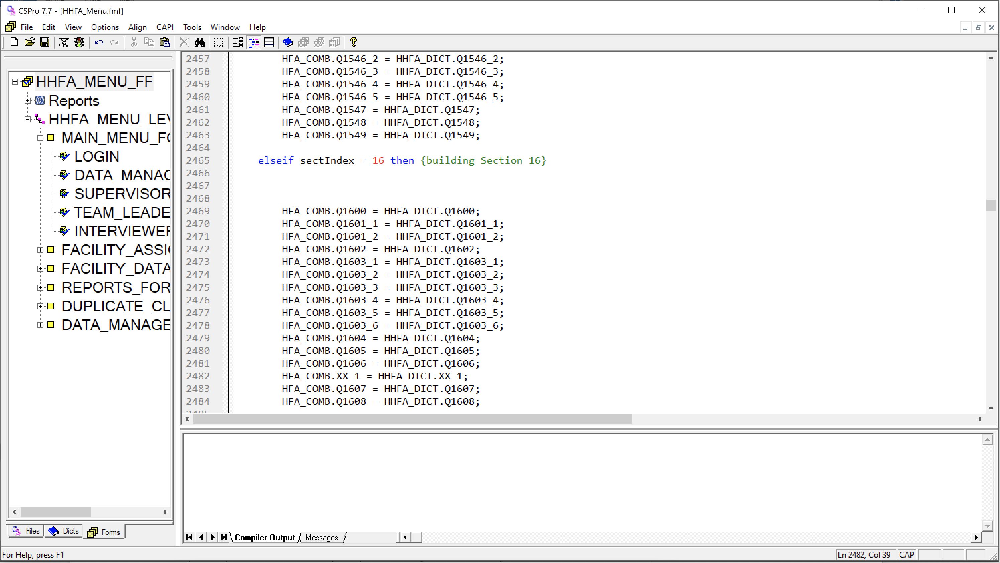 CSPro 7.7 - [HHFA_Menu.fmf]
File Edit View Options Align CAPI Tools Window Help
HHFA_MENU_FF
Reports
HHFA_MENU_LEV
MAIN_MENU_FO
LOGIN
DATA_MANAG
SUPERVISOR
TEAM_LEADE
INTERVIEWER
FACILITY_ASSIG
FACILITY_DATA
REPORTS_FOR
DUPLICATE_CL
DATA_MANAGE
Files Dicts Forms
2457 HFA_COMB.Q1546_2 = HHFA_DICT.Q1546_2;
2458 HFA_COMB.Q1546_3 = HHFA_DICT.Q1546_3;
2459 HFA_COMB.Q1546_4 = HHFA_DICT.Q1546_4;
2460 HFA_COMB.Q1546_5 = HHFA_DICT.Q1546_5;
2461 HFA_COMB.Q1547 = HHFA_DICT.Q1547;
2462 HFA_COMB.Q1548 = HHFA_DICT.Q1548;
2463 HFA_COMB.Q1549 = HHFA_DICT.Q1549;
2464
2465 elseif sectIndex = 16 then {building Section 16}
2466
2467
2468
2469 HFA_COMB.Q1600 = HHFA_DICT.Q1600;
2470 HFA_COMB.Q1601_1 = HHFA_DICT.Q1601_1;
2471 HFA_COMB.Q1601_2 = HHFA_DICT.Q1601_2;
2472 HFA_COMB.Q1602 = HHFA_DICT.Q1602;
2473 HFA_COMB.Q1603_1 = HHFA_DICT.Q1603_1;
2474 HFA_COMB.Q1603_2 = HHFA_DICT.Q1603_2;
2475 HFA_COMB.Q1603_3 = HHFA_DICT.Q1603_3;
2476 HFA_COMB.Q1603_4 = HHFA_DICT.Q1603_4;
2477 HFA_COMB.Q1603_5 = HHFA_DICT.Q1603_5;
2478 HFA_COMB.Q1603_6 = HHFA_DICT.Q1603_6;
2479 HFA_COMB.Q1604 = HHFA_DICT.Q1604;
2480 HFA_COMB.Q1605 = HHFA_DICT.Q1605;
2481 HFA_COMB.Q1606 = HHFA_DICT.Q1606;
2482 HFA_COMB.XX_1 = HHFA_DICT.XX_1;
2483 HFA_COMB.Q1607 = HHFA_DICT.Q1607;
2484 HFA_COMB.Q1608 = HHFA_DICT.Q1608;
Compiler Output Messages
For Help, press F1
Ln 2482, Col 39 CAP